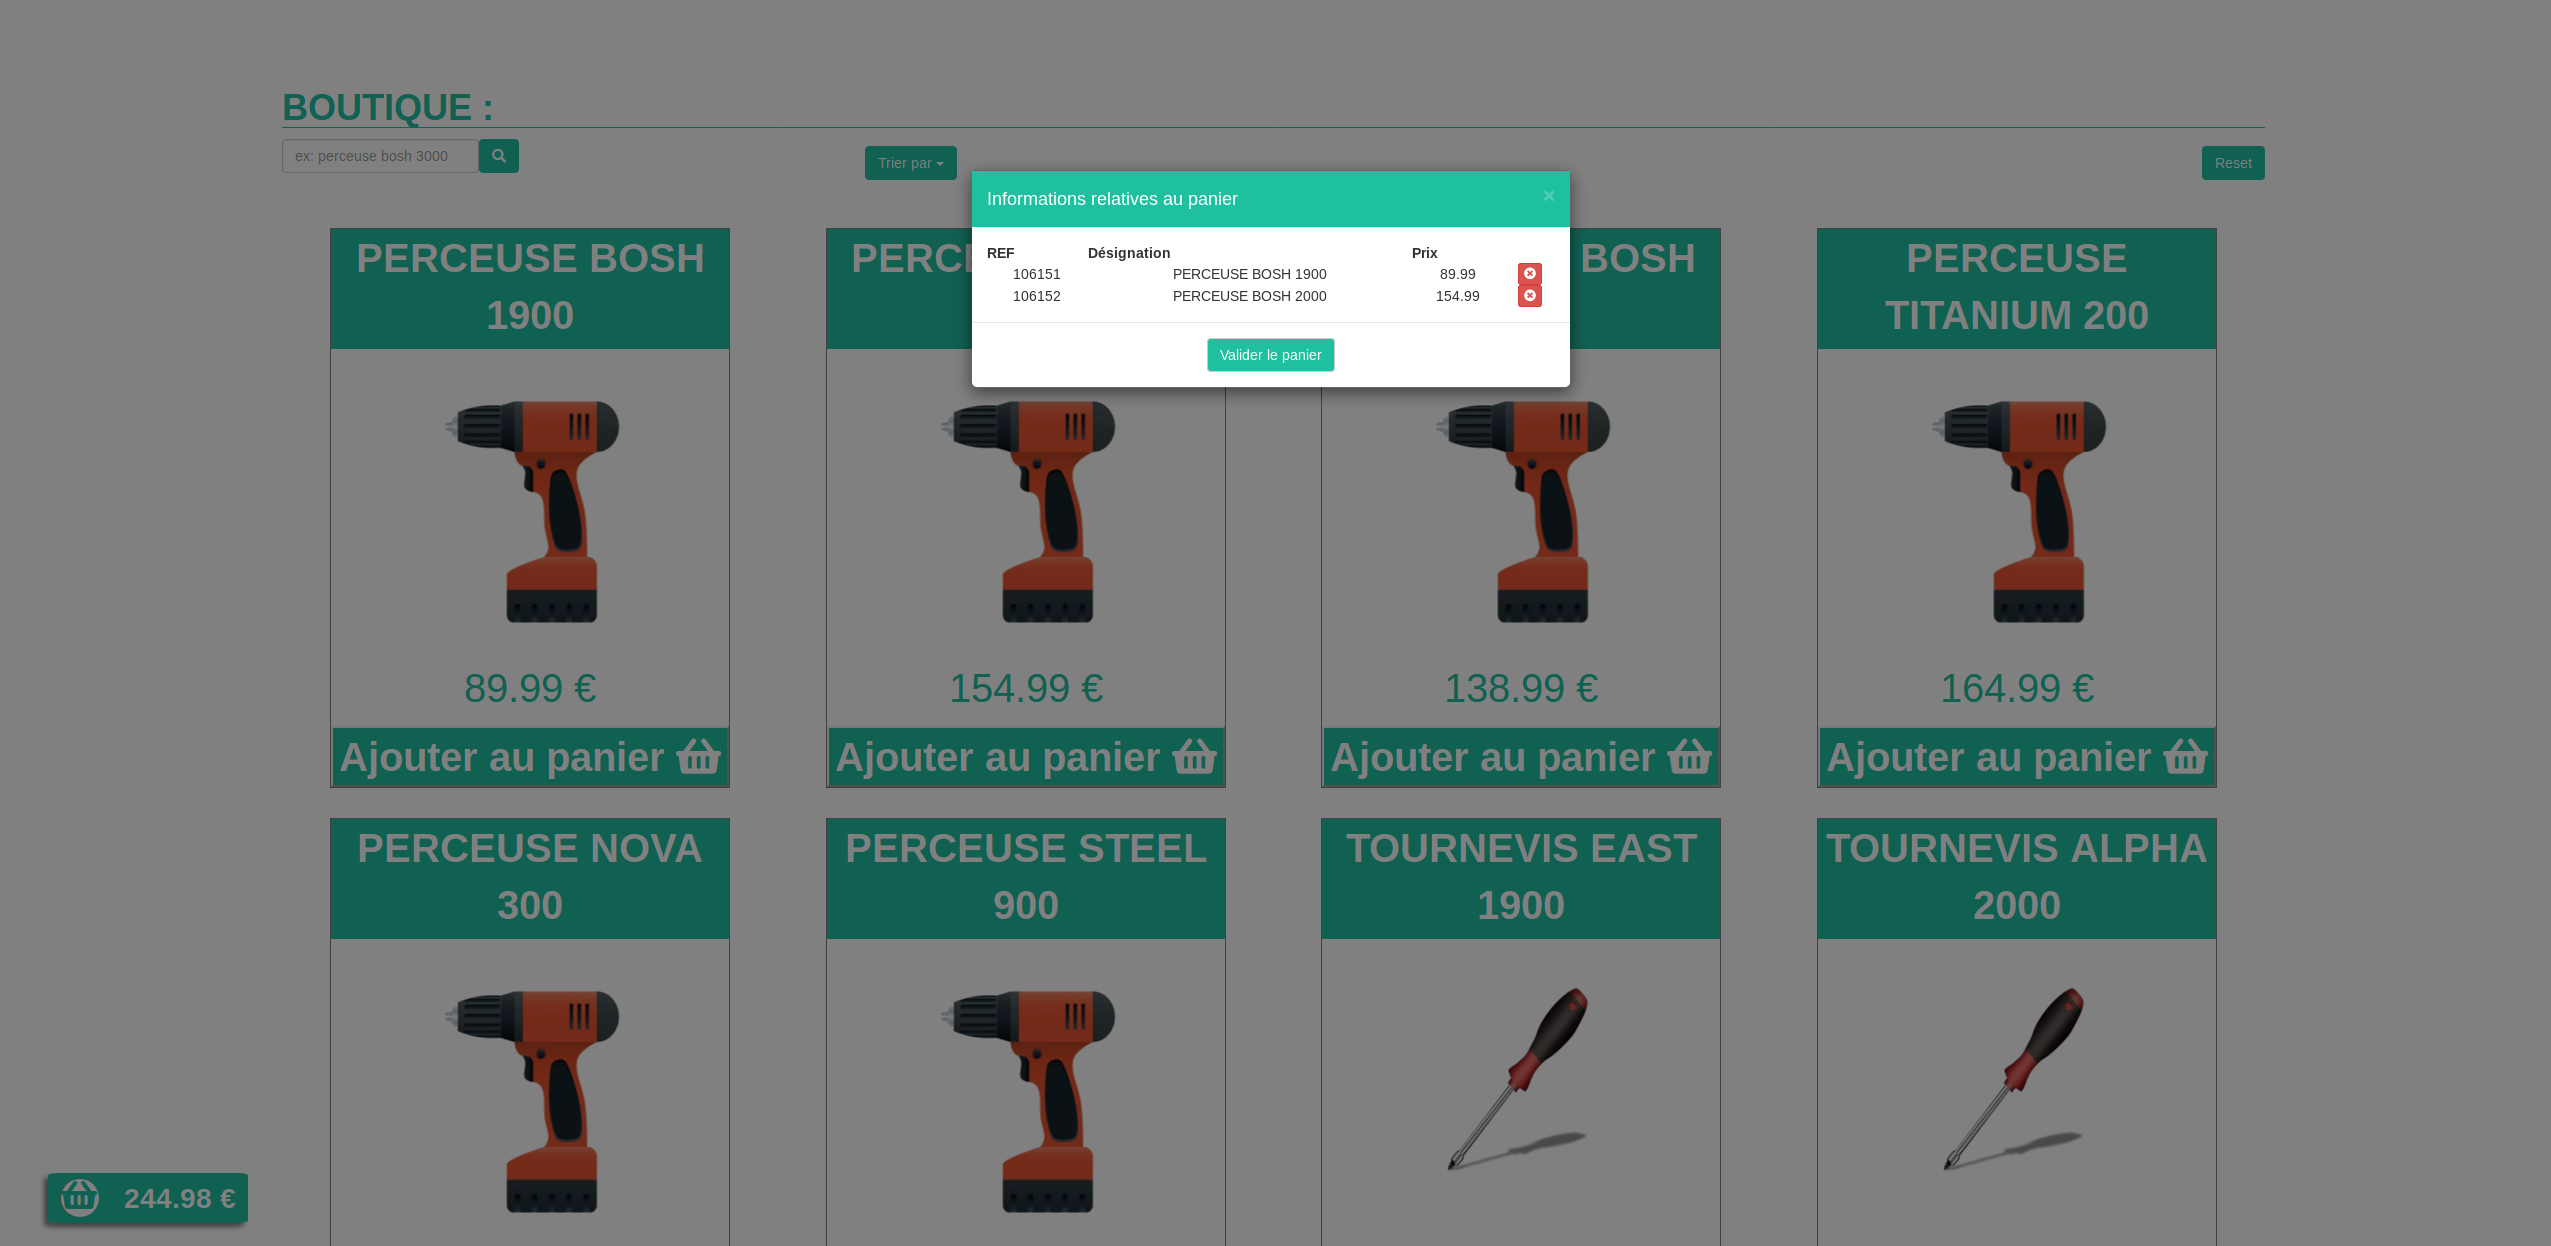 BOUTIQUE :
ex: perceuse bosh 3000
Trier par
Reset
Informations relatives au panier
×
REF Désignation Prix
106151 PERCEUSE BOSH 1900 89.99
106152 PERCEUSE BOSH 2000 154.99
Valider le panier
PERCEUSE BOSH
1900
BOSH
PERCEUSE
TITANIUM 200
89.99 €
154.99 €
138.99 €
164.99 €
Ajouter au panier
Ajouter au panier
Ajouter au panier
Ajouter au panier
PERCEUSE NOVA
300
PERCEUSE STEEL
900
TOURNEVIS EAST
1900
TOURNEVIS ALPHA
2000
244.98 €